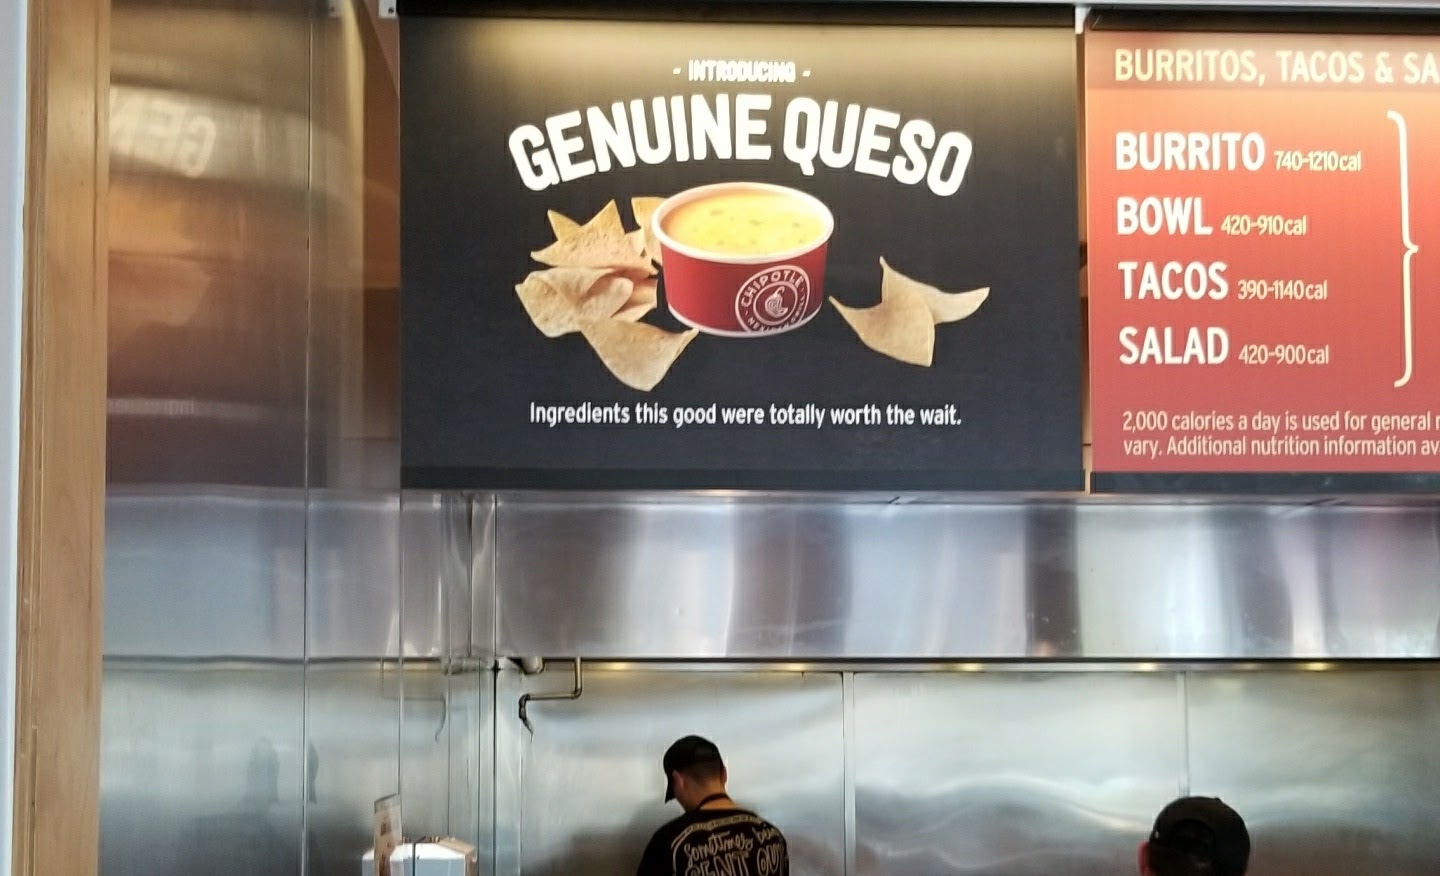 - INTRODUCING -
GENUINE QUESO
CHIPOTLE
Ingredients this good were totally worth the wait.
BURRITOS, TACOS & SA
BURRITO 740-1210cal
BOWL 420-910cal
TACOS 390-1140cal
SALAD 420-900cal
2,000 calories a day is used for general
vary. Additional nutrition information av
sometimes